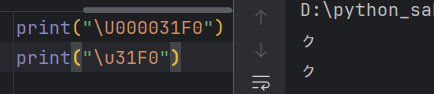 print("\U000031F0")
print("\u31F0")
D:\python_sa
ㇰ
ㇰ